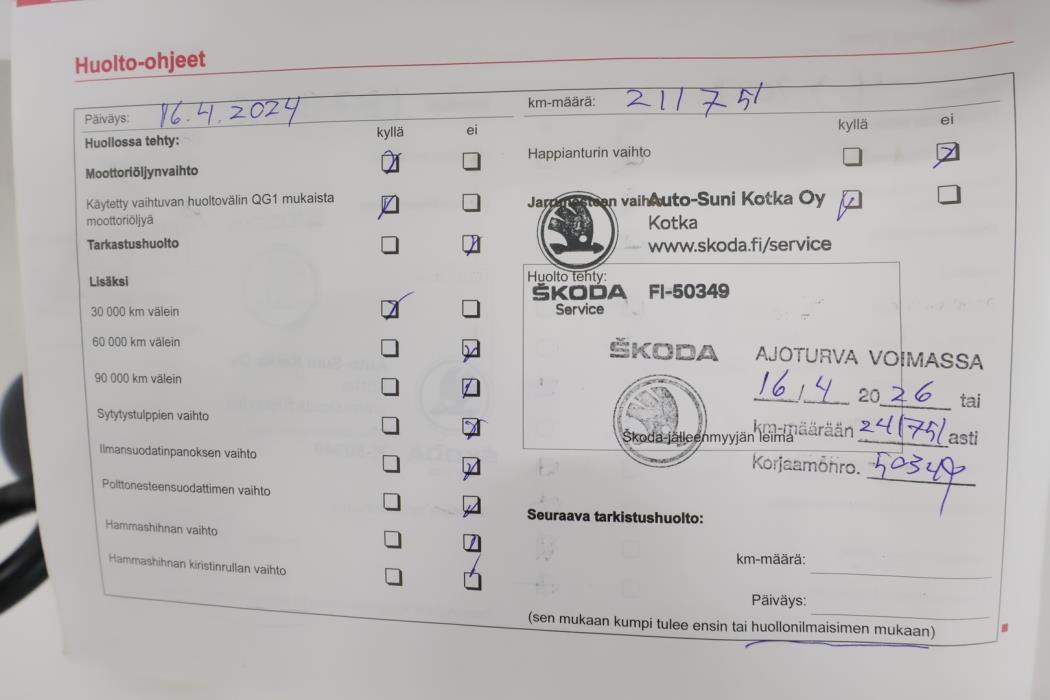 Huolto-ohjeet
Päiväys: 16.4.2024
km-määrä: 211751
kyllä ei
Huollossa tehty:
Moottoriöljynvaihto
Käytetty vaihtuvan huoltovälin QG1 mukaista
moottoriöljyä
Tarkastushuolto
Lisäksi
30 000 km välein
60 000 km välein
90 000 km välein
Sytytystulppien vaihto
Ilmansuodatinpanoksen vaihto
Polttonesteensuodattimen vaihto
Hammashihnan vaihto
Hammashihnan kiristinrullan vaihto
kyllä ei
Happianturin vaihto
Jarrunesteen vaihto
Auto-Suni Kotka Oy
Kotka
www.skoda.fi/service
Huolto tehty:
ŠKODA FI-50349
Service
ŠKODA
AJOTURVA VOIMASSA
16/4 2026 tai
km-määrään 241751 asti
Škoda-jälleenmyyjän leima
Korjaamonro. 50349
Seuraava tarkistushuolto:
km-määrä:
Päiväys:
(sen mukaan kumpi tulee ensin tai huollonilmaisimen mukaan)